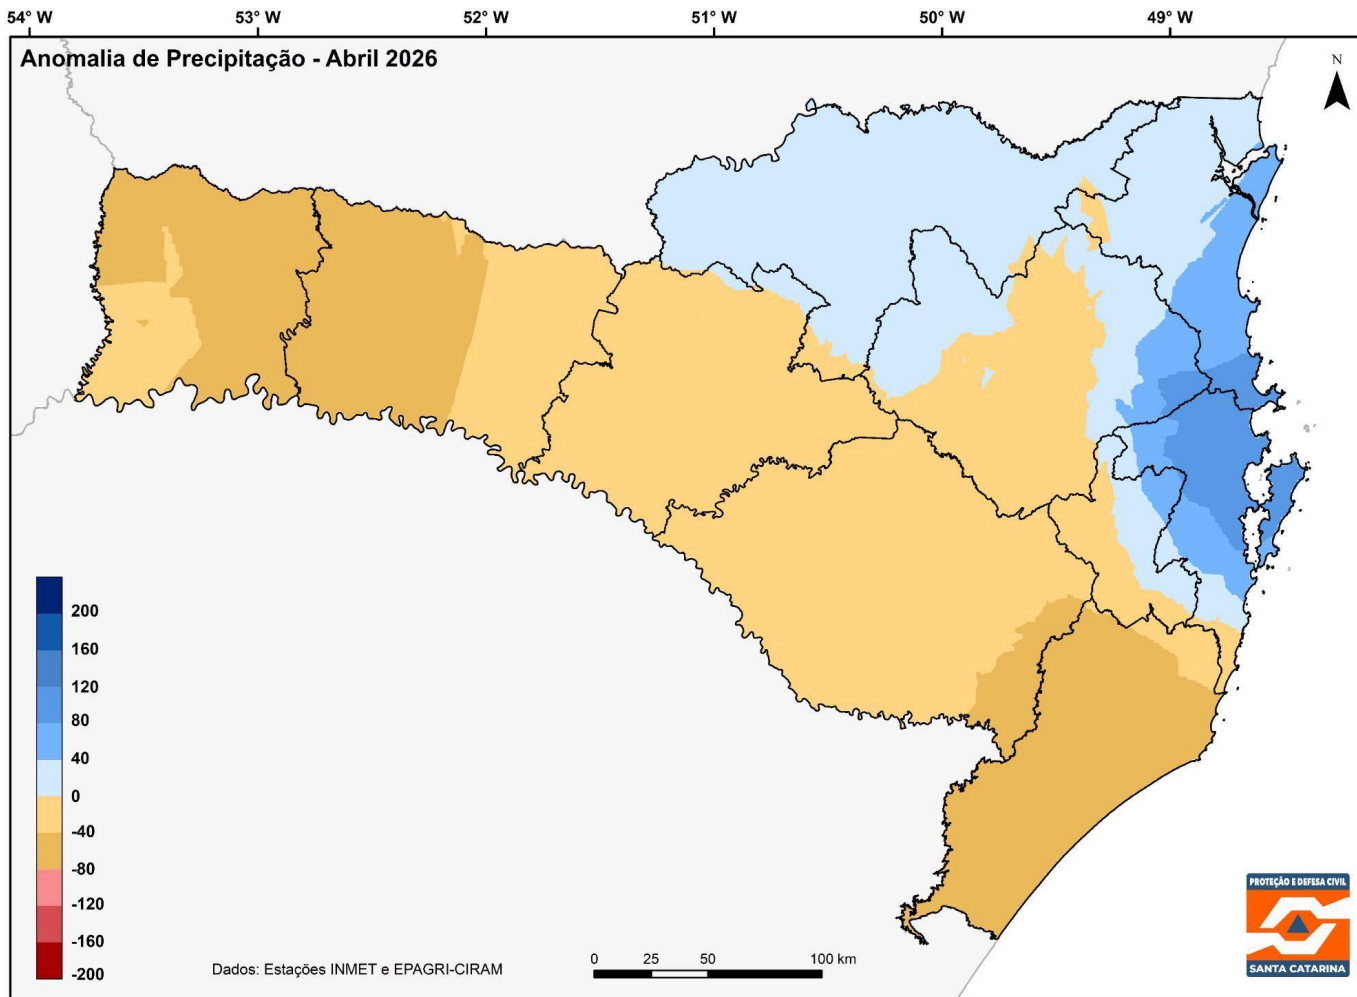 54° W 53° W 52° W 51° W 50° W 49° W
Anomalia de Precipitação - Abril 2026
N
200
160
120
80
40
0
-40
-80
-120
-160
-200
Dados: Estações INMET e EPAGRI-CIRAM
0 25 50 100 km
PROTEÇÃO E DEFESA CIVIL
SANTA CATARINA